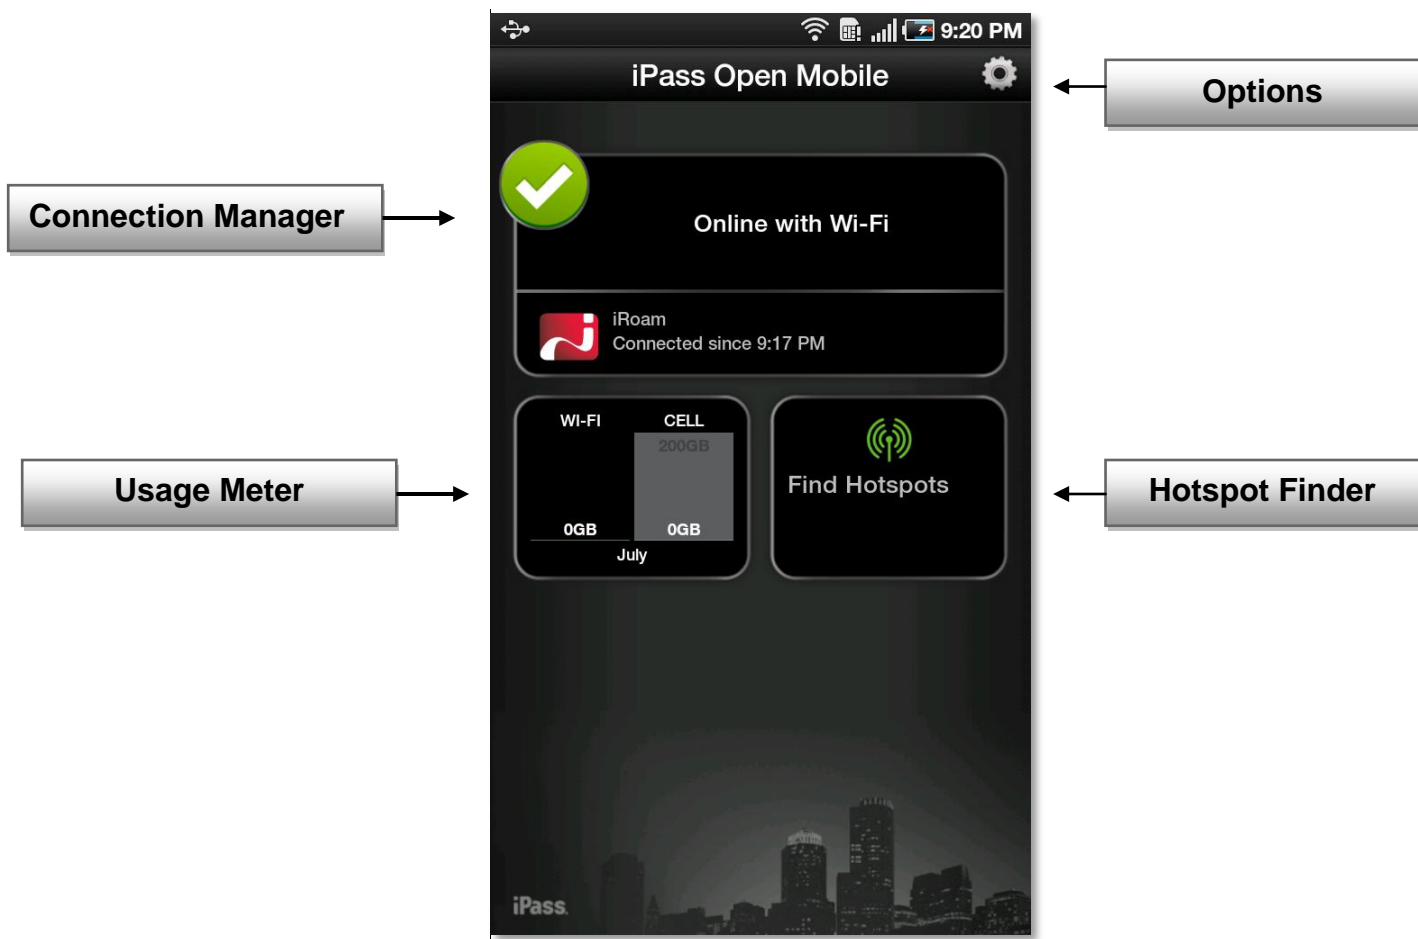 9:20 PM
iPass Open Mobile
Options
Connection Manager
Online with Wi-Fi
iRoam
Connected since 9:17 PM
WI-FI CELL
200GB
0GB 0GB
July
Find Hotspots
Usage Meter
Hotspot Finder
iPass